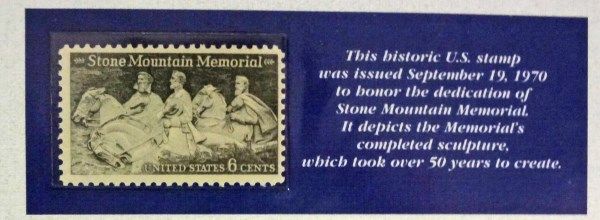 Stone Mountain Memorial
UNITED STATES 6 CENTS
This historic U.S. stamp
was issued September 19, 1970
to honor the dedication of
Stone Mountain Memorial.
It depicts the Memorial's
completed sculpture,
which took over 50 years to create.